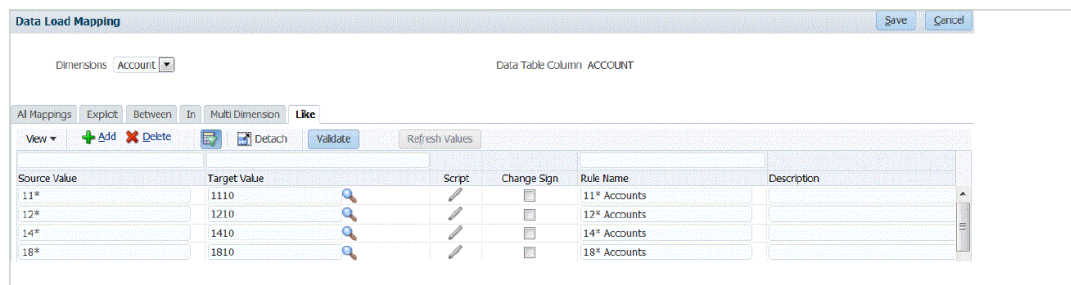 Data Load Mapping Save Cancel
Dimensions Account Data Table Column ACCOUNT
All Mappings Explicit Between In Multi Dimension Like
View Add Delete Detach Validate Refresh Values
Source Value Target Value Script Change Sign Rule Name Description
11* 1110 11* Accounts
12* 1210 12* Accounts
14* 1410 14* Accounts
18* 1810 18* Accounts